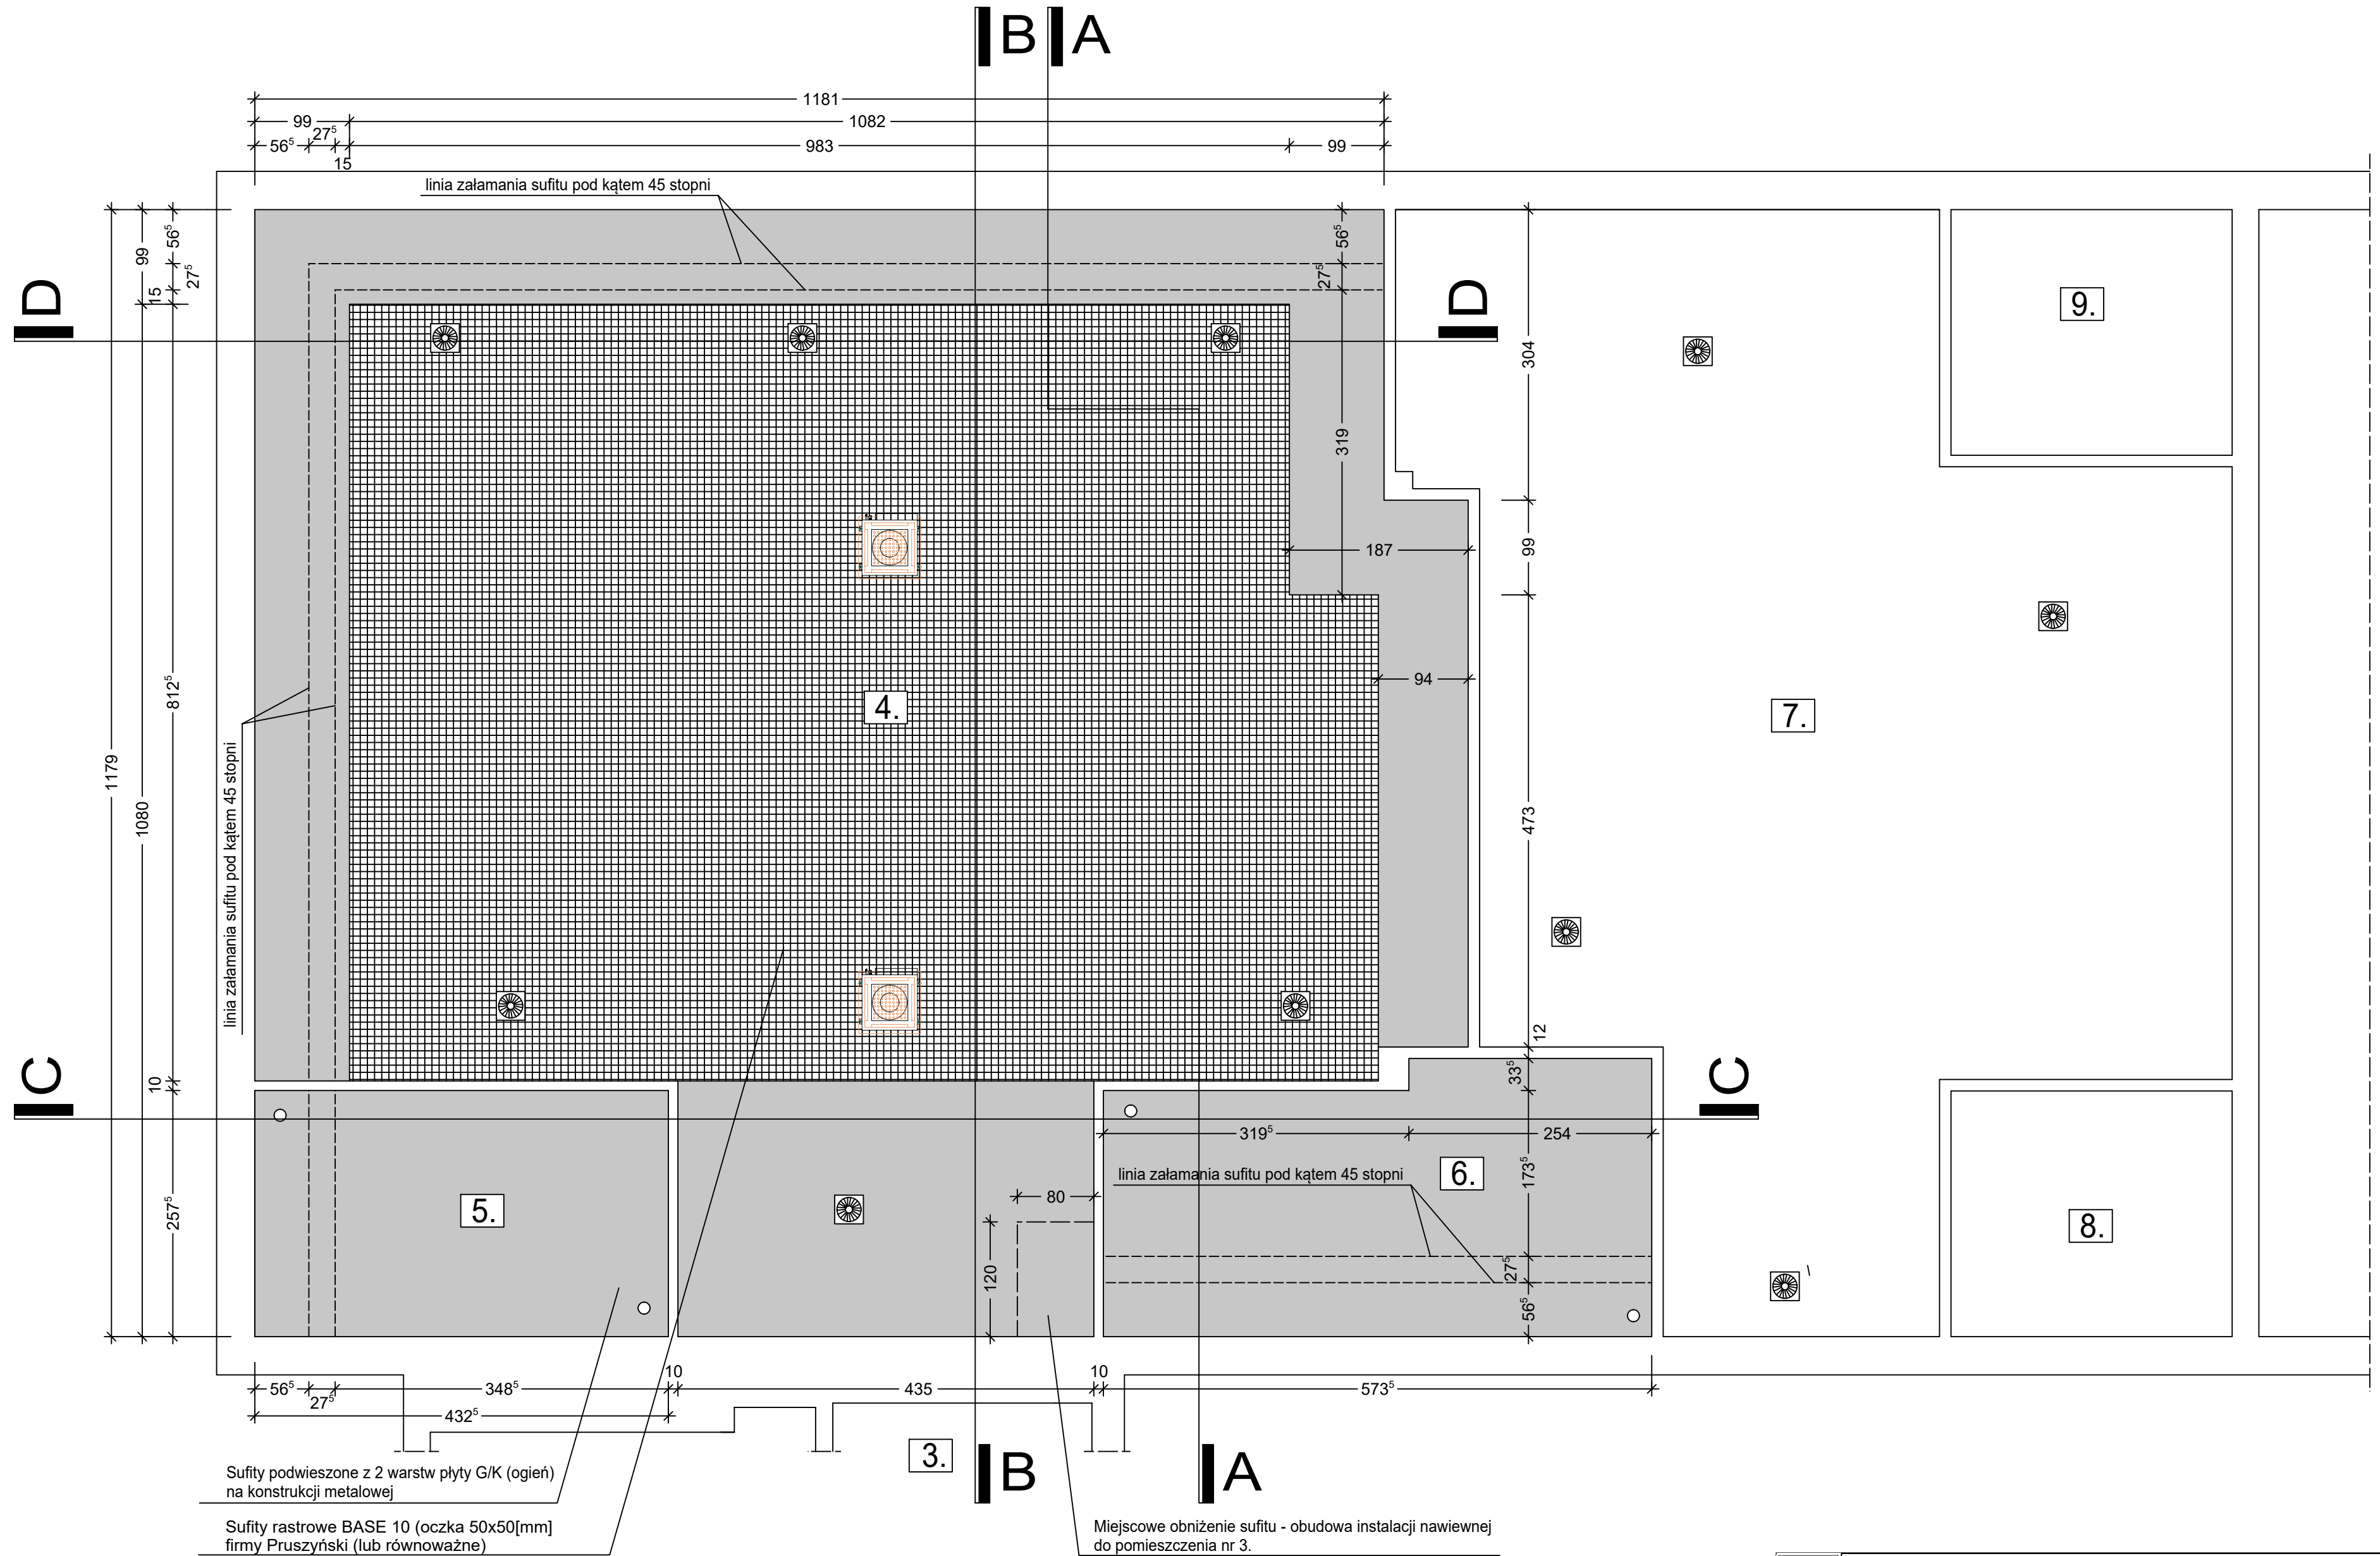 B
A
1181
99
1082
27⁵
56⁵
983
99
15
linia załamania sufitu pod kątem 45 stopni
56⁵
99
27⁵
15
56⁵
27⁵
D
D
9.
304
319
187
99
94
812⁵
4.
7.
1179
1080
linia załamania sufitu pod kątem 45 stopni
473
12
C
C
10
33⁵
319⁵
254
linia załamania sufitu pod kątem 45 stopni
6.
173⁵
80
5.
257⁵
8.
120
27⁵
56⁵
10
10
56⁵
348⁵
435
573⁵
27⁵
432⁵
3.
B
A
Sufity podwieszone z 2 warstw płyty G/K (ogień)
na konstrukcji metalowej
Sufity rastrowe BASE 10 (oczka 50x50[mm]
firmy Pruszyński (lub równoważne)
Miejscowe obniżenie sufitu - obudowa instalacji nawiewnej
do pomieszczenia nr 3.